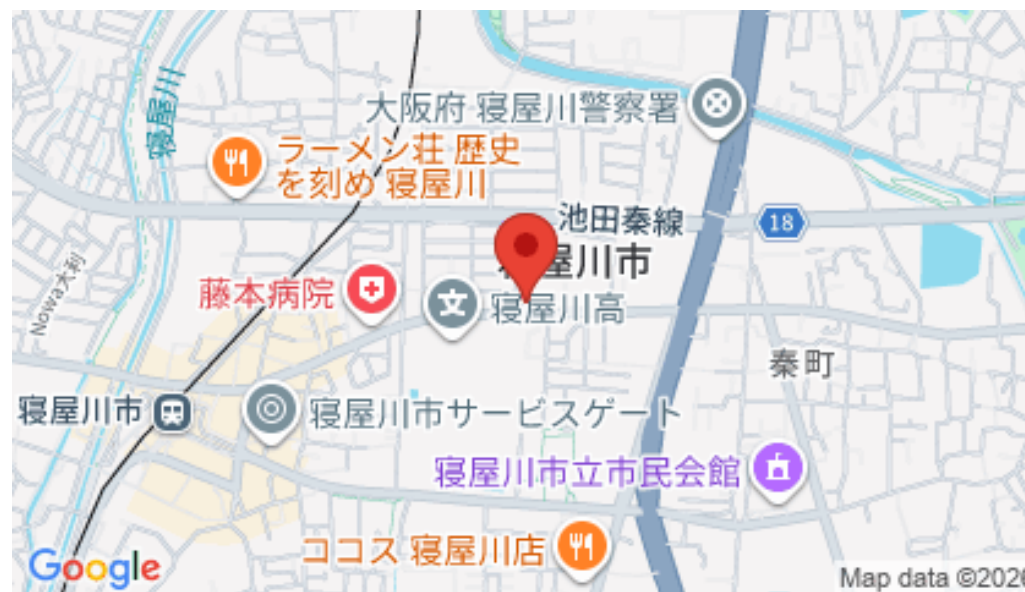 寝屋川
大阪府 寝屋川警察署
ラーメン荘 歴史
を刻め 寝屋川
池田秦線
18
屋川市
Nowa大利
藤本病院
文
寝屋川高
秦町
寝屋川市
寝屋川市サービスゲート
寝屋川市立市民会館
ココス 寝屋川店
Google
Map data ©2026